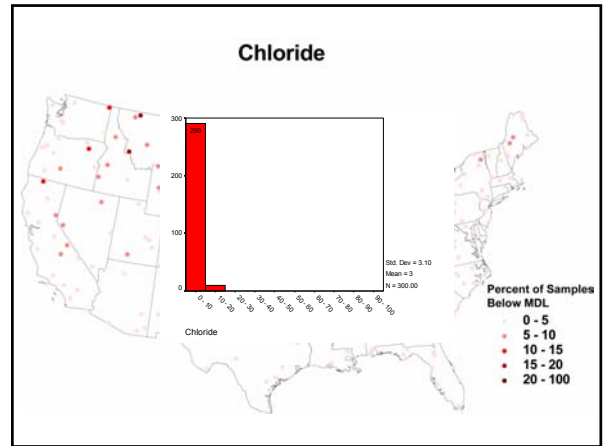 Chloride
300
290
200
100
0
0 - 10
10 - 20
20 - 30
30 - 40
40 - 50
50 - 60
60 - 70
70 - 80
80 - 90
90 - 100
Chloride
Std. Dev = 3.10
Mean = 3
N = 300.00
Percent of Samples
Below MDL
0 - 5
5 - 10
10 - 15
15 - 20
20 - 100